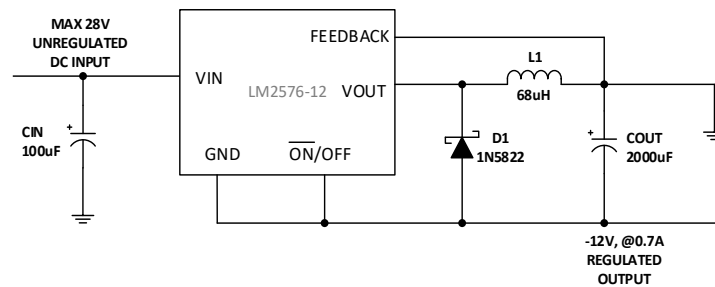 MAX 28V
UNREGULATED
DC INPUT
FEEDBACK
L1
VIN
LM2576-12
VOUT
68uH
CIN
100uF
+
D1
1N5822
+
COUT
2000uF
GND
ON/OFF
-12V, @0.7A
REGULATED
OUTPUT